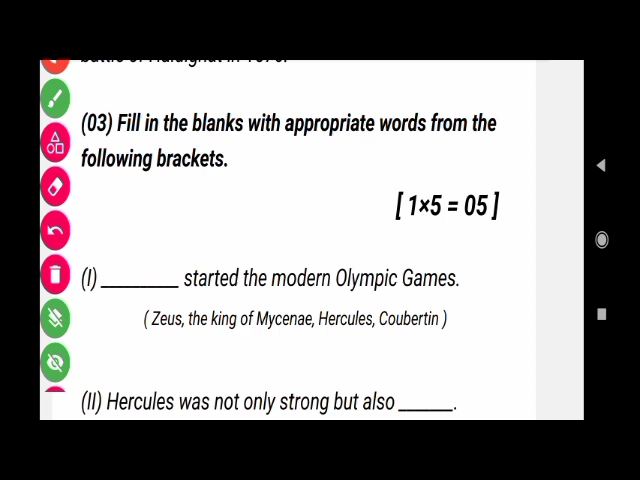 (03) Fill in the blanks with appropriate words from the
following brackets.
[ 1×5 = 05 ]
(I) ________ started the modern Olympic Games.
( Zeus, the king of Mycenae, Hercules, Coubertin )
(II) Hercules was not only strong but also ______.